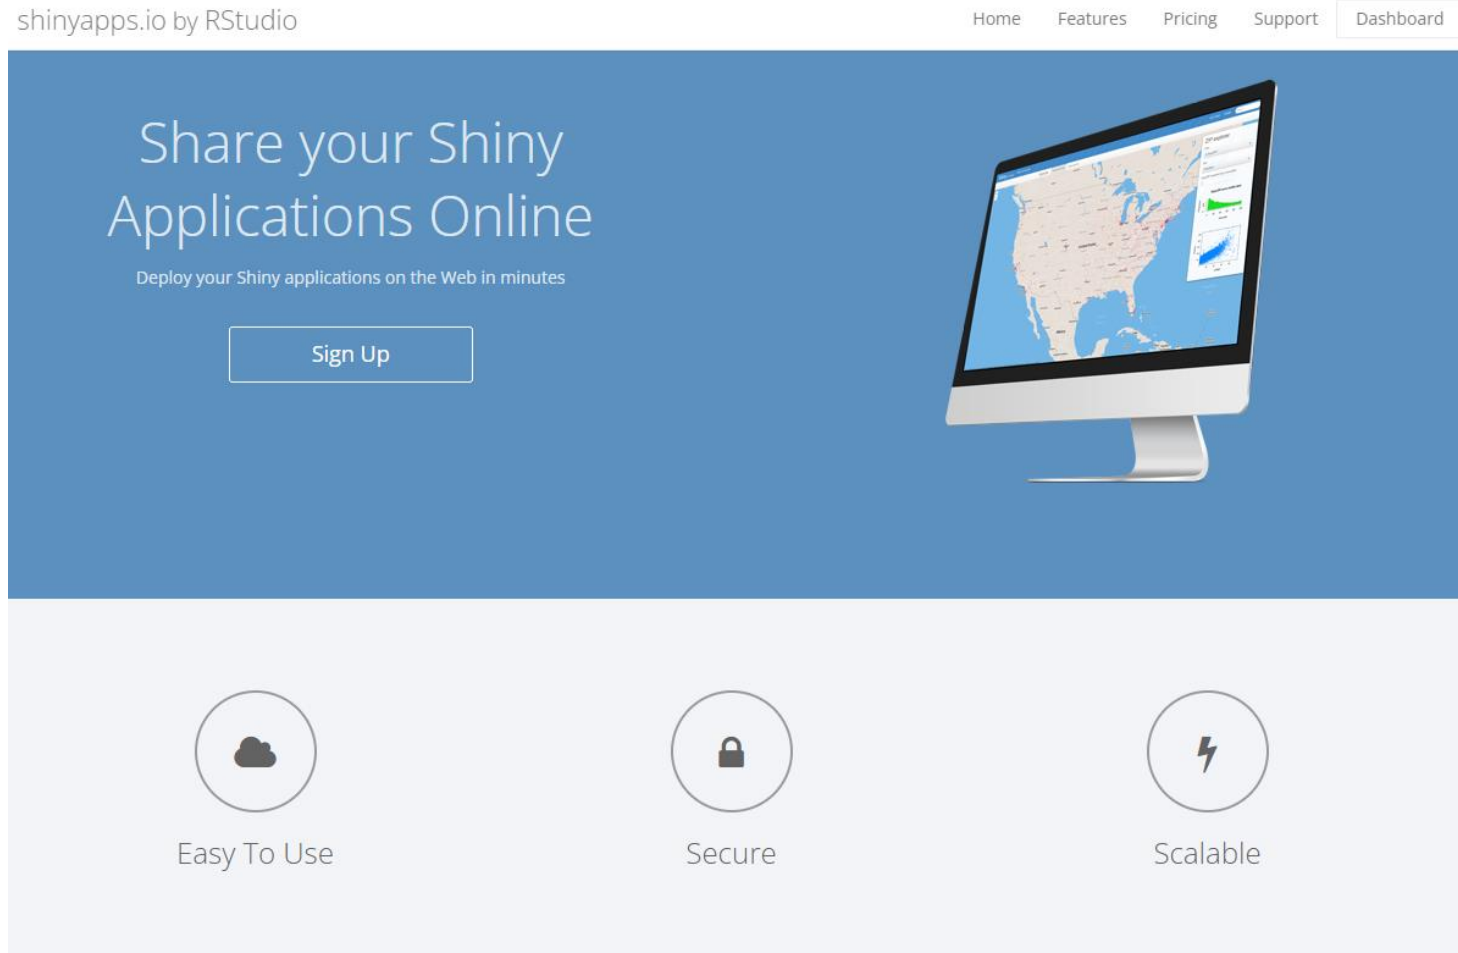 shinyapps.io by RStudio
Home Features Pricing Support Dashboard
Share your Shiny
Applications Online
Deploy your Shiny applications on the Web in minutes
Sign Up
Easy To Use
Secure
Scalable